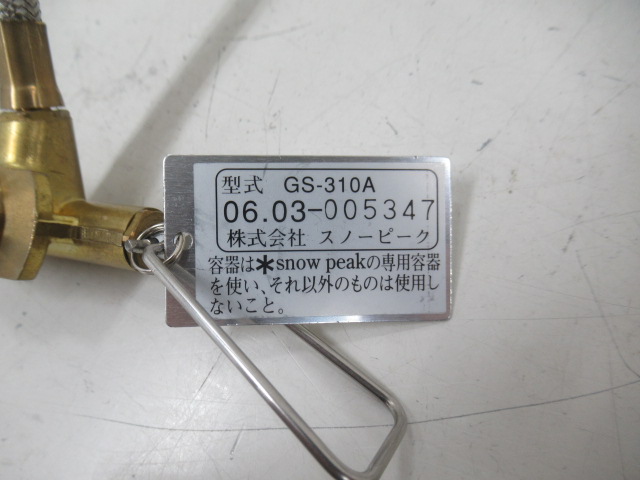 型式 GS-310A
06.03-005347
株式会社 スノーピーク
容器は*snow peakの専用容器
を使い、それ以外のものは使用し
ないこと。